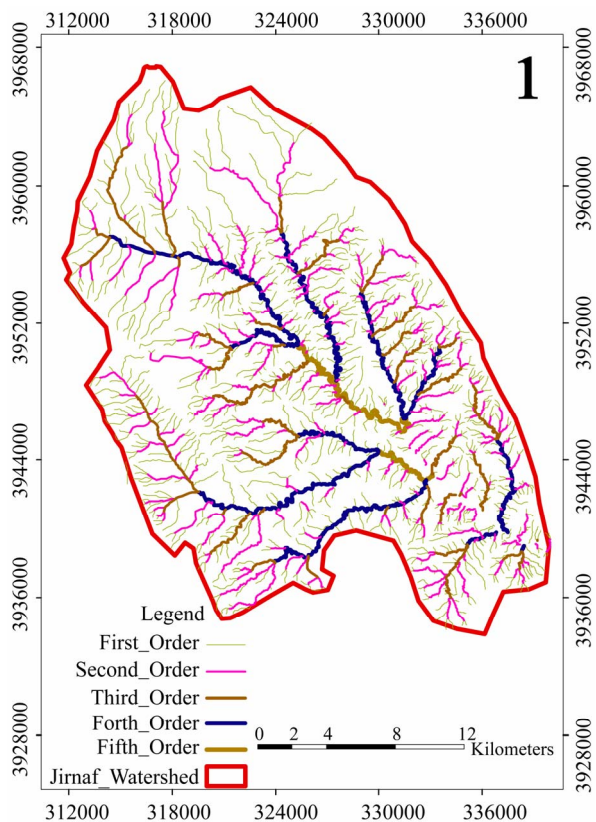 312000 318000 324000 330000 336000
1
3968000 3968000
3960000 3960000
3952000 3952000
3944000 3944000
3936000 3936000
3928000 3928000
Legend
First_Order
Second_Order
Third_Order
Forth_Order
Fifth_Order
Jirnaf_Watershed
0 2 4 8 12
Kilometers
312000 318000 324000 330000 336000